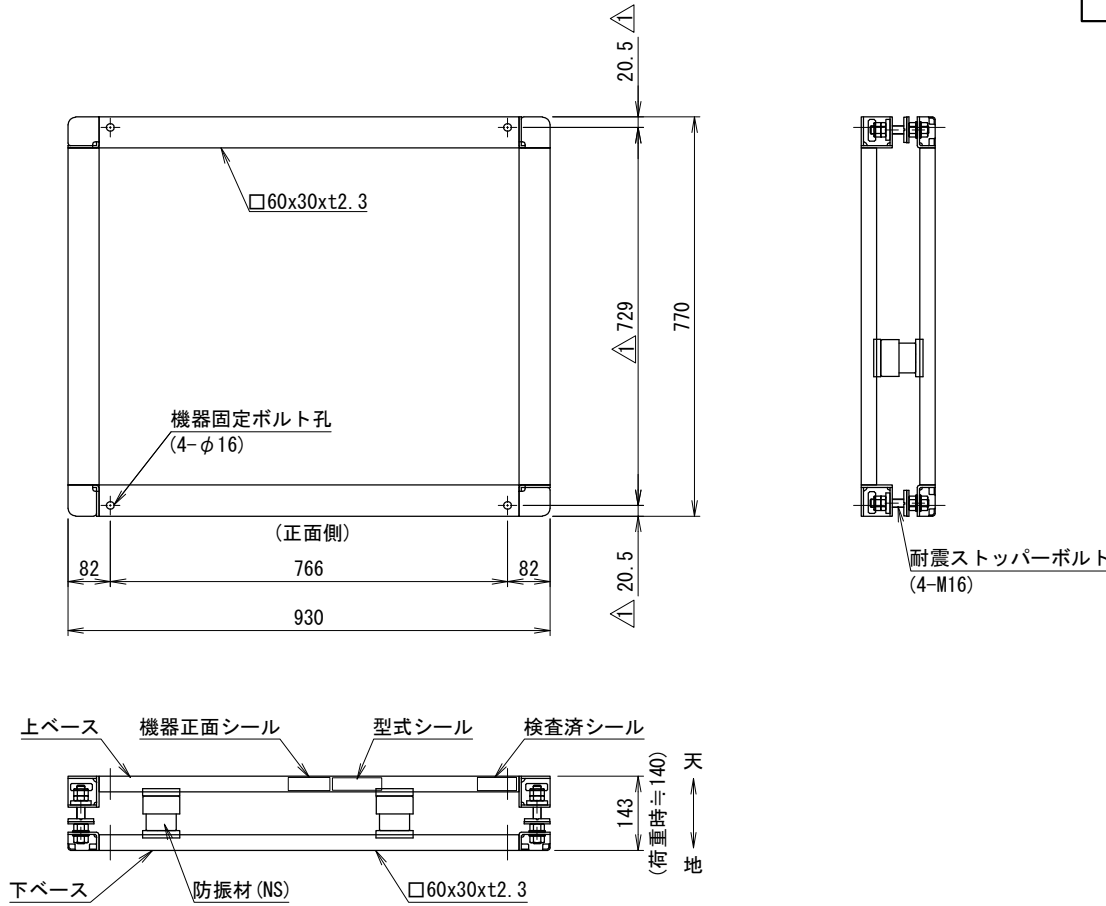 1
20.5
□60x30xt2.3
1 729
770
機器固定ボルト孔
(4-φ16)
(正面側)
82
766
82
930
20.5
1
耐震ストッパーボルト
(4-M16)
上ベース
機器正面シール
型式シール
検査済シール
143
(荷重時≒140)
天
地
下ベース
防振材(NS)
□60x30xt2.3